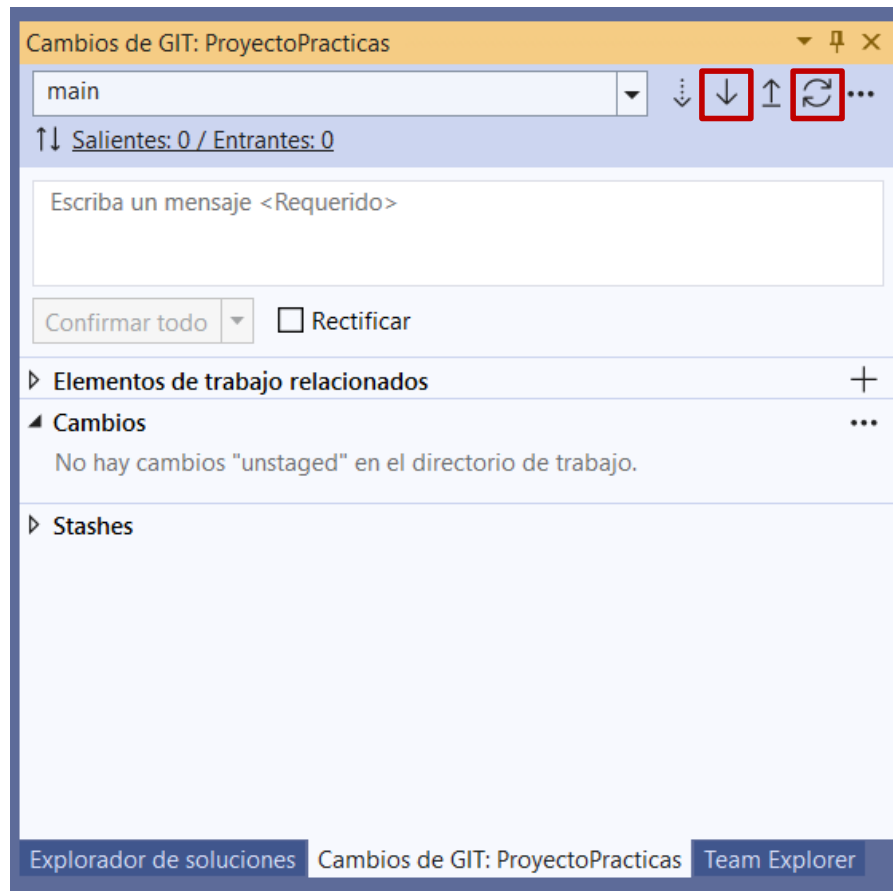 Cambios de GIT: ProyectoPracticas
main
Salientes: 0 / Entrantes: 0
Escriba un mensaje <Requerido>
Confirmar todo Rectificar
Elementos de trabajo relacionados
Cambios
No hay cambios "unstaged" en el directorio de trabajo.
Stashes
Explorador de soluciones Cambios de GIT: ProyectoPracticas Team Explorer